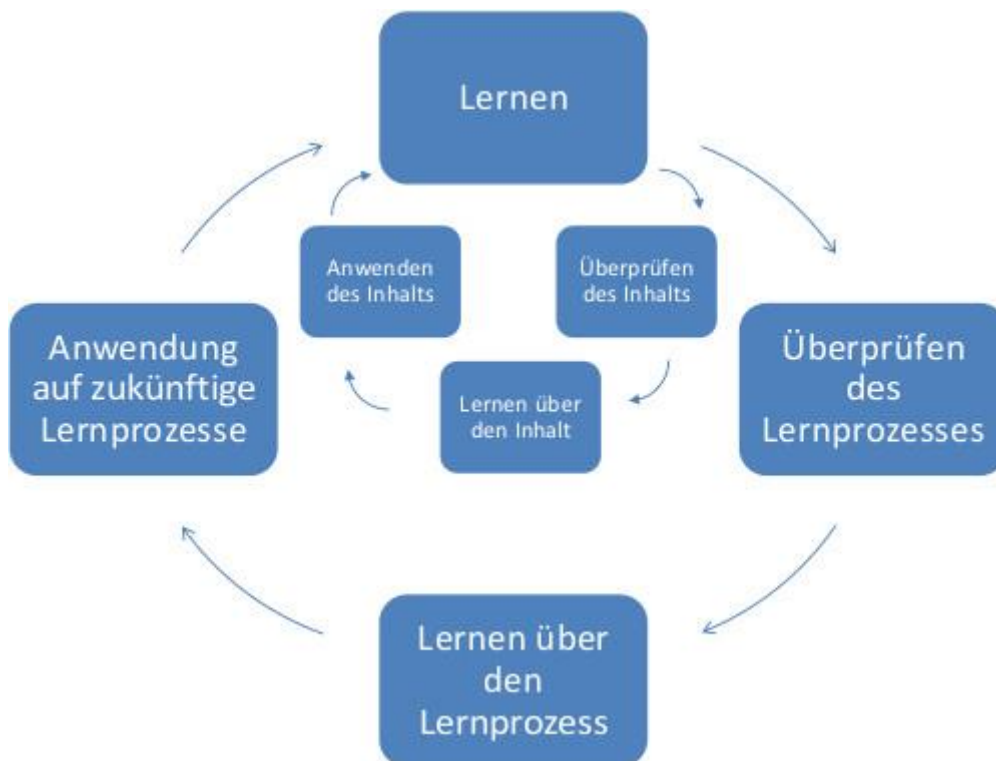 Lernen
Anwenden
des Inhalts
Überprüfen
des Inhalts
Anwendung
auf zukünftige
Lernprozesse
Überprüfen
des
Lernprozesses
Lernen über
den Inhalt
Lernen über
den
Lernprozess